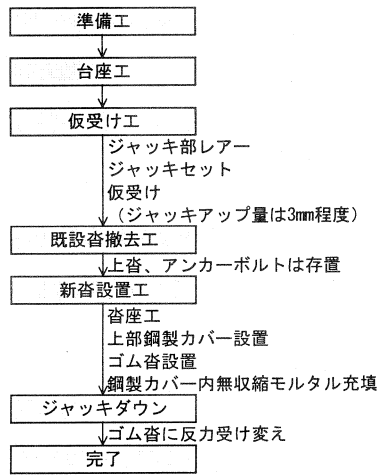 準備工
台座工
仮受け工
ジャッキ部レアー
ジャッキセット
仮受け
（ジャッキアップ量は3mm程度）
既設沓撤去工
上沓、アンカーボルトは存置
新沓設置工
沓座工
上部鋼製カバー設置
ゴム沓設置
鋼製カバー内無収縮モルタル充填
ジャッキダウン
ゴム沓に反力受け変え
完了